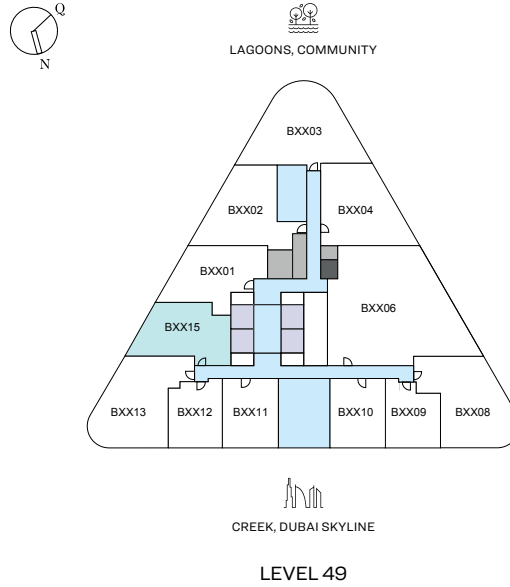 Q
N
LAGOONS, COMMUNITY
BXX03
BXX02
BXX04
BXX01
BXX06
BXX15
BXX13
BXX12
BXX11
BXX10
BXX09
BXX08
CREEK, DUBAI SKYLINE
LEVEL 49